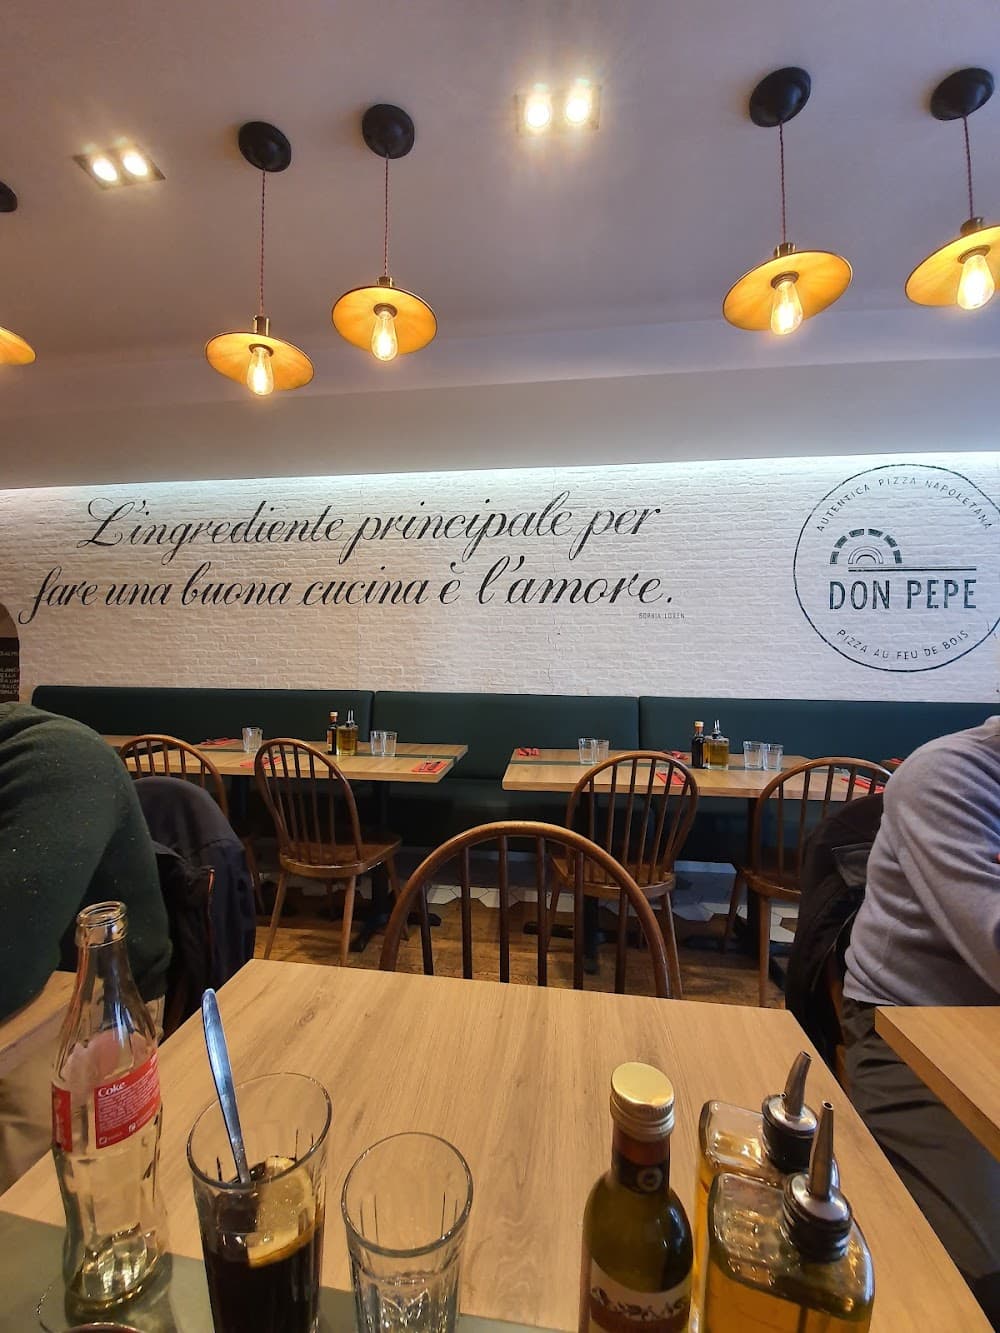 L'ingrediente principale per
fare una buona cucina è l'amore.
SOPHIA LOREN
AUTENTICA PIZZA NAPOLETANA
DON PEPE
PIZZA AU FEU DE BOIS
Coke